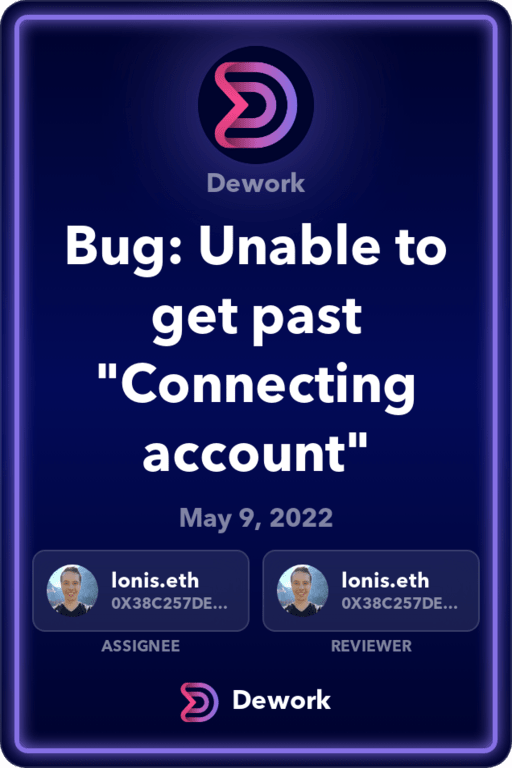 Dework
Bug: Unable to
get past
"Connecting
account"
May 9, 2022
lonis.eth
0X38C257DE...
ASSIGNEE
lonis.eth
0X38C257DE...
REVIEWER
Dework